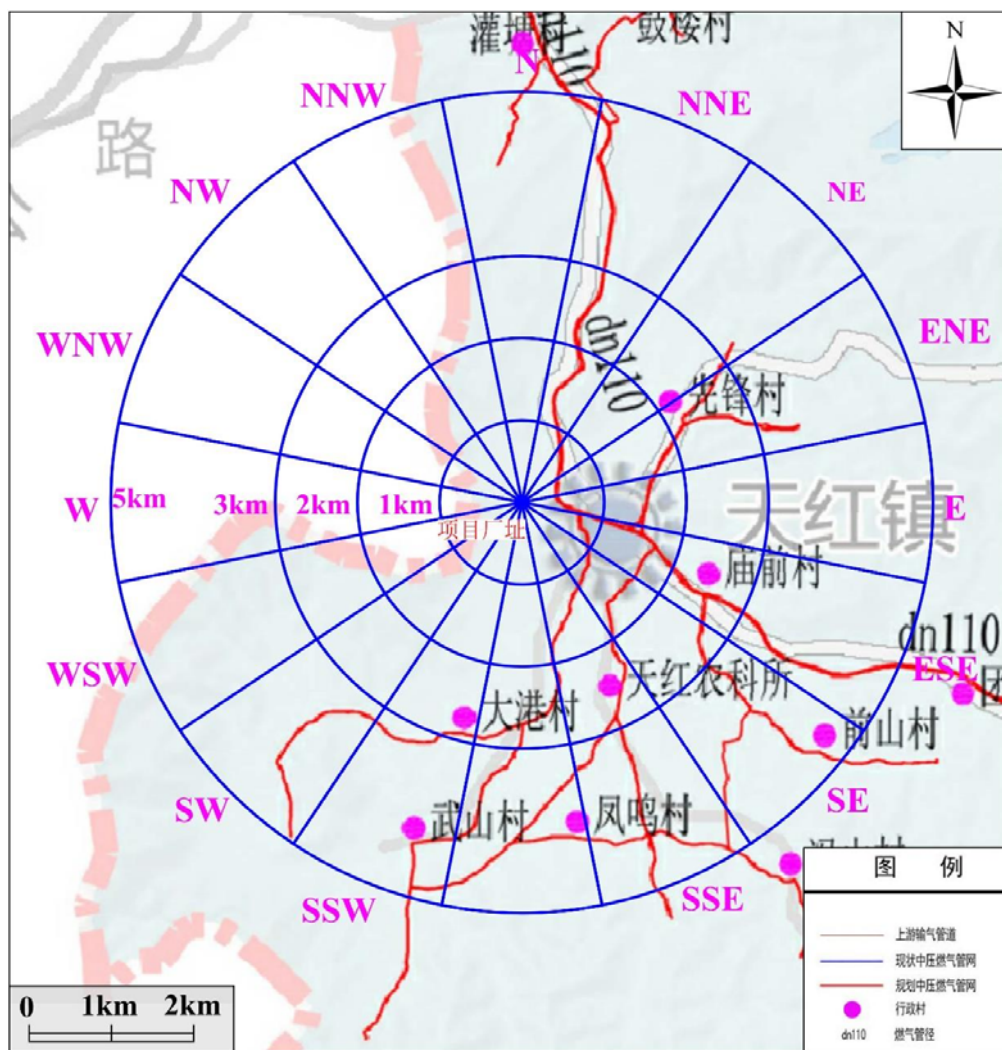 灌塘村
鼓楼村
dn110
N
N
NNW
NNE
路
公
NW
NE
WNW
ENE
dn110
先锋村
W
5km
3km
2km
1km
项目厂址
天红镇
E
庙前村
dn110
WSW
天红农科所
ESE
团
大港村
前山村
SW
武山村
凤鸣村
SE
SSW
SSE
图 例
上游输气管道
现状中压燃气管网
规划中压燃气管网
行政村
dn110 燃气管径
0 1km 2km